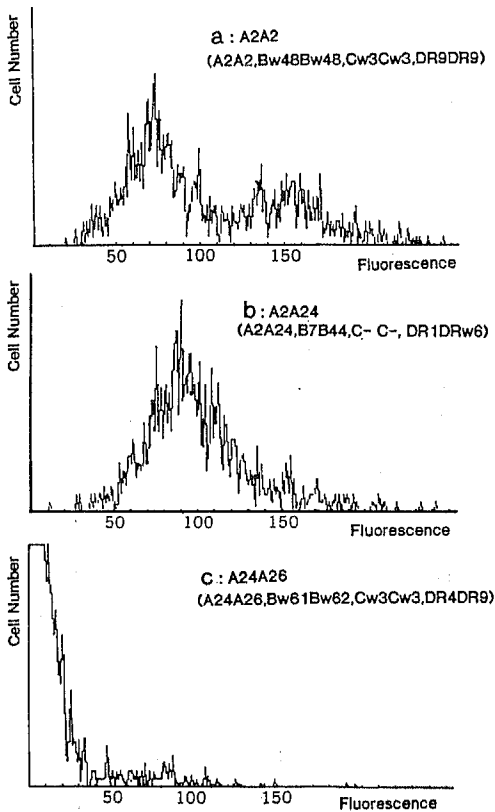 Cell Number
a : A2A2
(A2A2,Bw48Bw48,Cw3Cw3,DR9DR9)
50 100 150
Fluorescence
Cell Number
b : A2A24
(A2A24,B7B44,C- C-, DR1DRw6)
50 100 150
Fluorescence
Cell Number
c : A24A26
(A24A26,Bw61Bw62,Cw3Cw3,DR4DR9)
50 100 150
Fluorescence